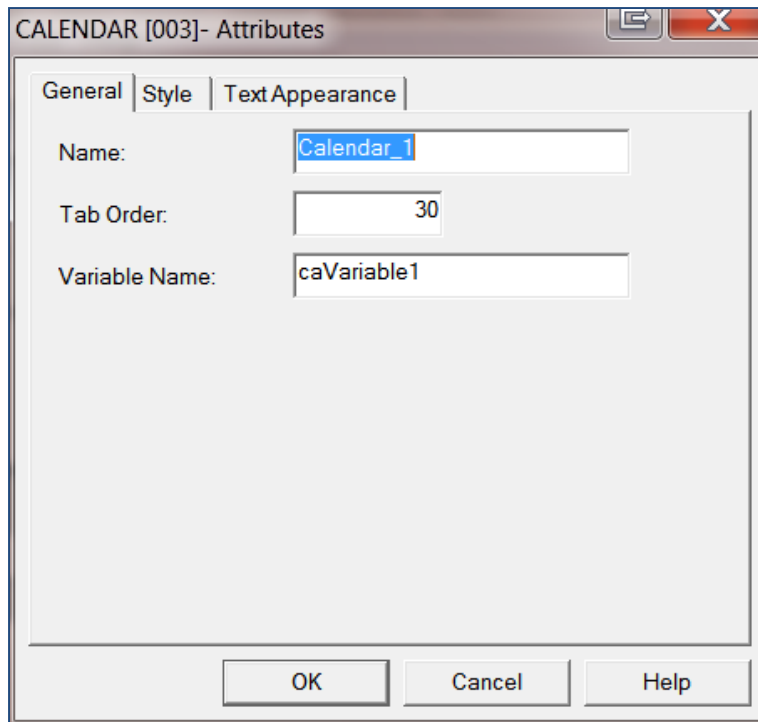 CALENDAR [003]- Attributes
General Style Text Appearance
Name: Calendar_1
Tab Order: 30
Variable Name: caVariable1
OK Cancel Help